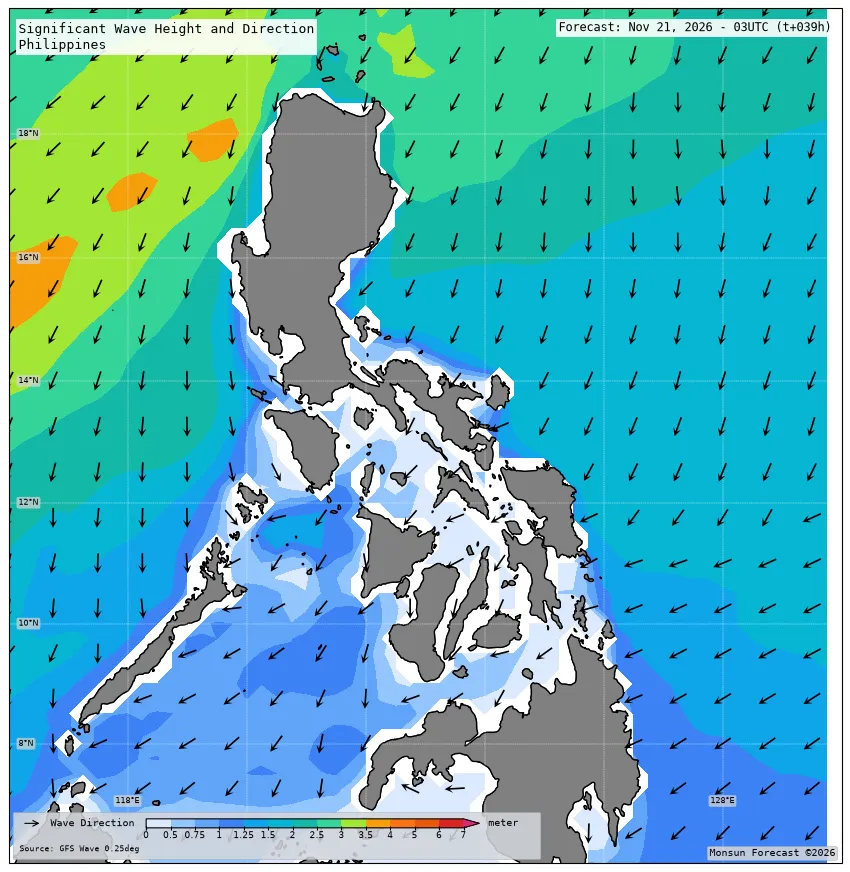 Significant Wave Height and Direction
Philippines
Forecast: Nov 21, 2026 - 03UTC (t+039h)
18°N
16°N
14°N
12°N
10°N
8°N
118°E
128°E
Wave Direction
0 0.5 0.75 1 1.25 1.5 2 2.5 3 3.5 4 5 6 7
meter
Source: GFS Wave 0.25deg
Monsun Forecast ©2026